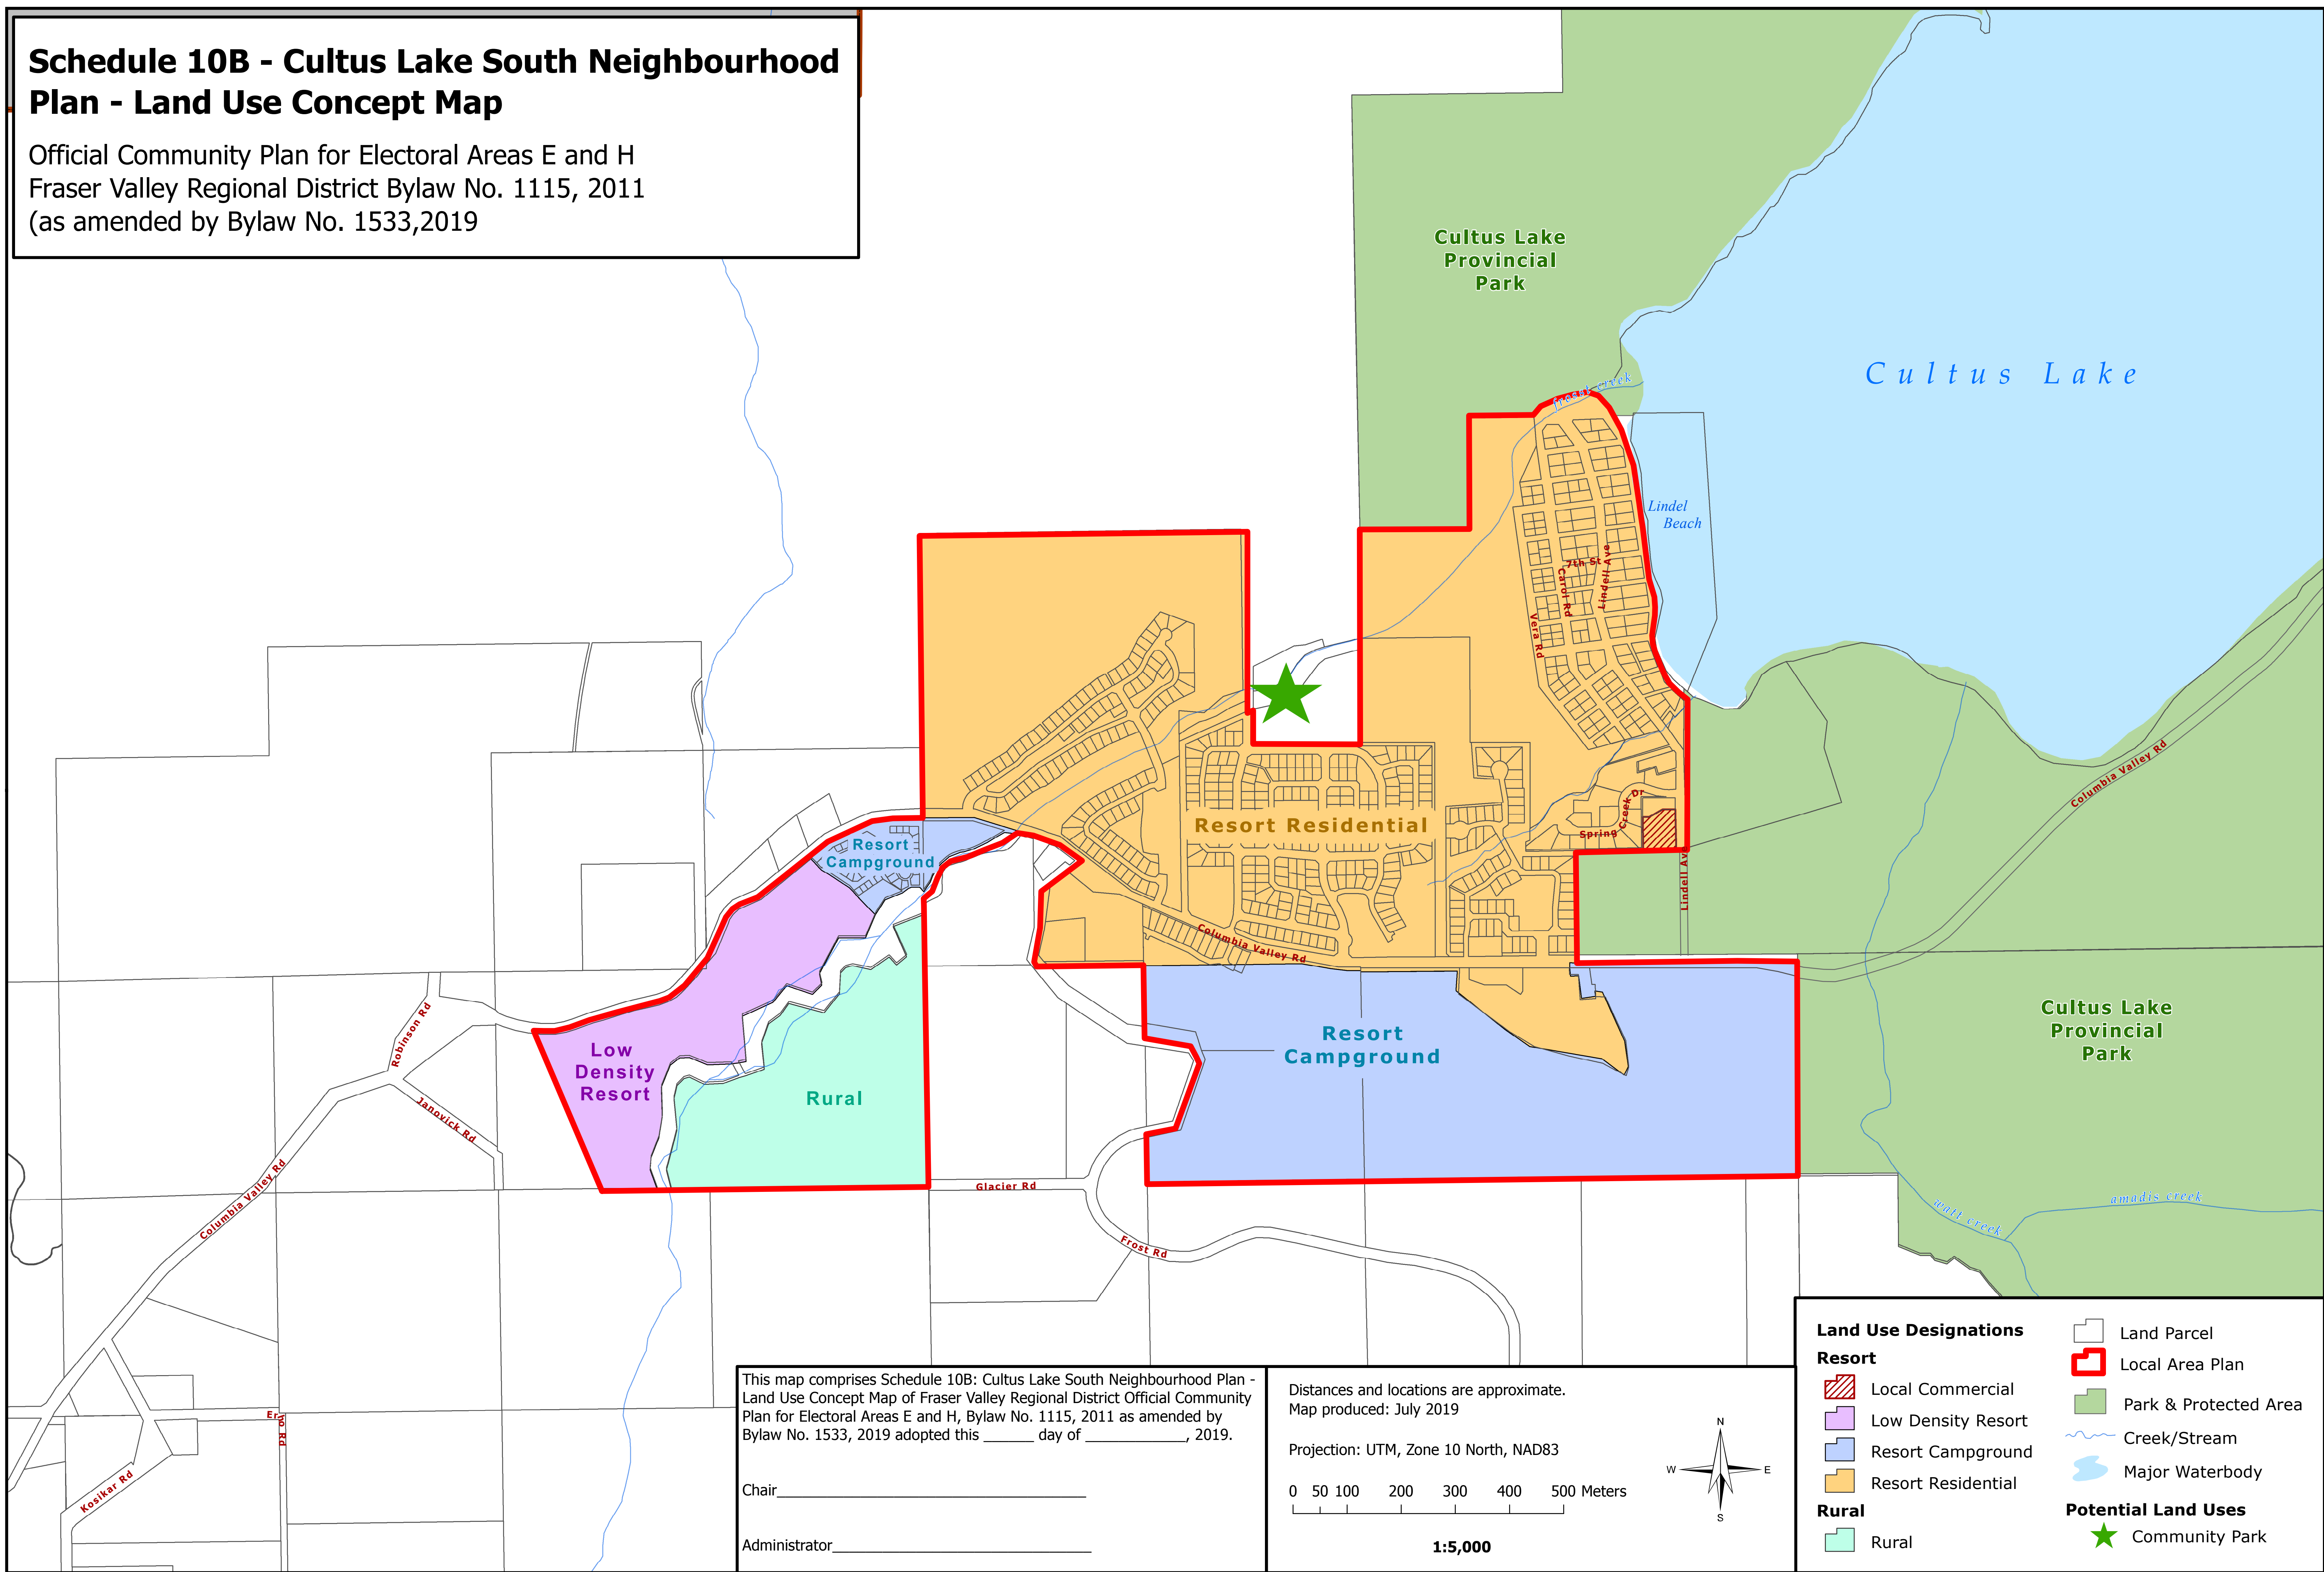 Schedule 10B - Cultus Lake South Neighbourhood
Plan - Land Use Concept Map
Official Community Plan for Electoral Areas E and H
Fraser Valley Regional District Bylaw No. 1115, 2011
(as amended by Bylaw No. 1533,2019
Cultus Lake
Provincial
Park
Cultus Lake
frosst creek
Lindel
Beach
7th St
Carol Rd
Lindell Ave
Vera Rd
Columbia Valley Rd
Spring Creek Dr
Resort Residential
Resort
Campground
Lindell Ave
Columbia Valley Rd
Robinson Rd
Low
Density
Resort
Rural
Resort
Campground
Cultus Lake
Provincial
Park
Janovick Rd
Columbia Valley Rd
Glacier Rd
Frost Rd
watt creek
amadis creek
Kosikar Rd
This map comprises Schedule 10B: Cultus Lake South Neighbourhood Plan -
Land Use Concept Map of Fraser Valley Regional District Official Community
Plan for Electoral Areas E and H, Bylaw No. 1115, 2011 as amended by
Bylaw No. 1533, 2019 adopted this ______ day of ____________, 2019.
Chair
Administrator
Distances and locations are approximate.
Map produced: July 2019
Projection: UTM, Zone 10 North, NAD83
0 50 100 200 300 400 500 Meters
1:5,000
N
W E
S
Land Use Designations
Resort
Local Commercial
Low Density Resort
Resort Campground
Resort Residential
Rural
Rural
Land Parcel
Local Area Plan
Park & Protected Area
Creek/Stream
Major Waterbody
Potential Land Uses
Community Park